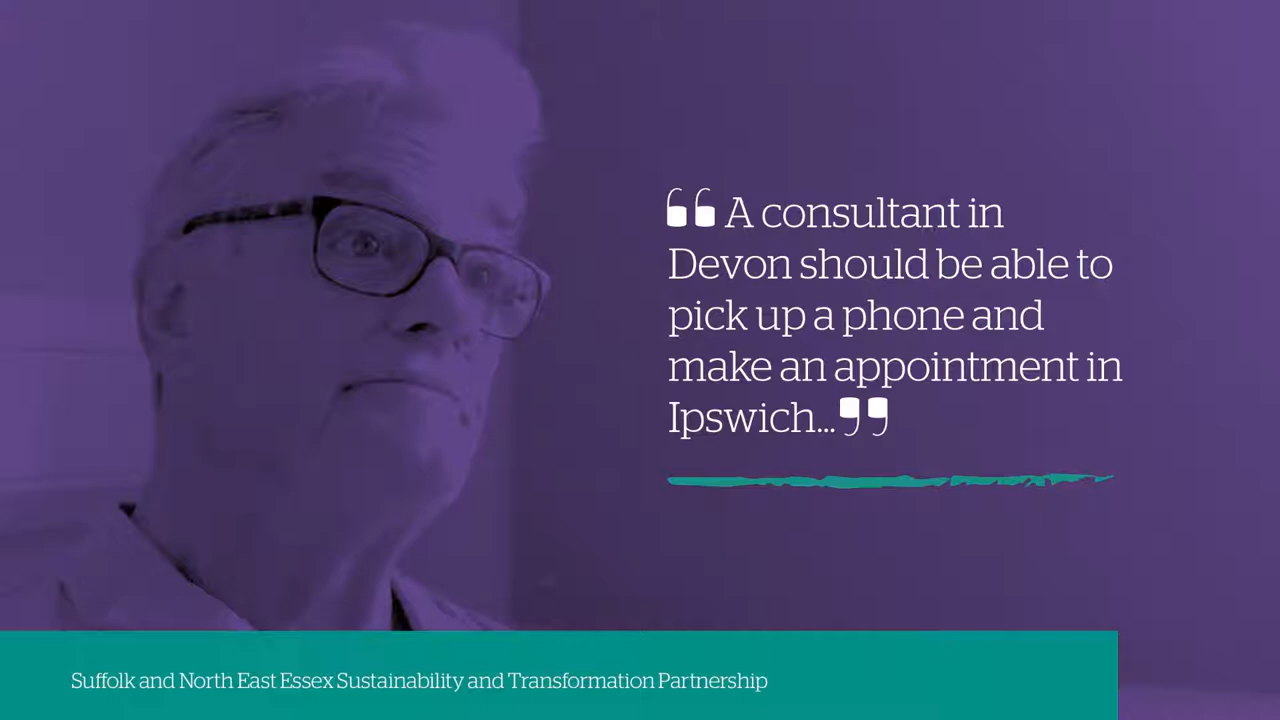 “ A consultant in
Devon should be able to
pick up a phone and
make an appointment in
Ipswich...”
Suffolk and North East Essex Sustainability and Transformation Partnership